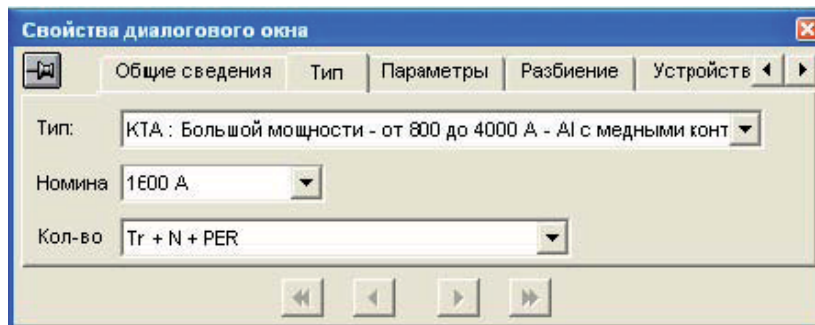 Свойства диалогового окна
Общие сведения Тип Параметры Разбиение Устройств
Тип: КТА : Большой мощности - от 800 до 4000 А - Al с медными конт
Номина 1600 А
Кол-во Tr + N + PER